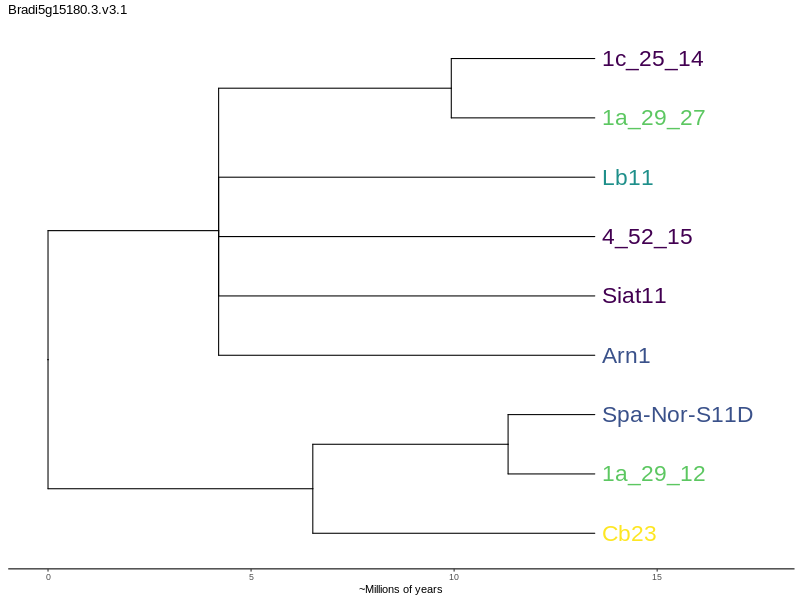 Bradi5g15180.3.v3.1
1c_25_14
1a_29_27
Lb11
4_52_15
Siat11
Arn1
Spa-Nor-S11D
1a_29_12
Cb23
0 5 10 15
~Millions of years